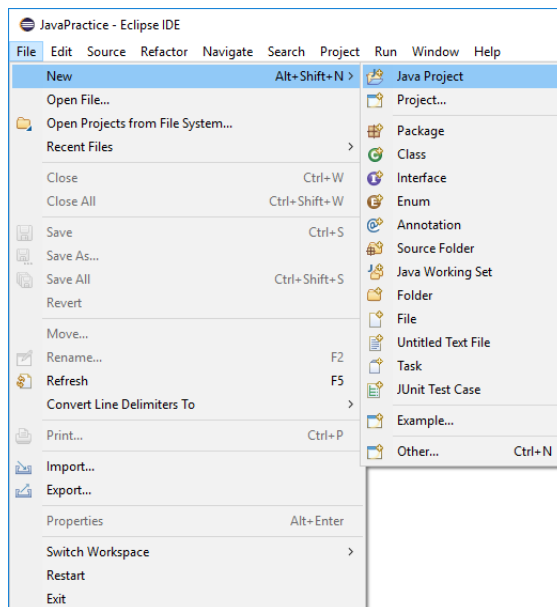 JavaPractice - Eclipse IDE
File Edit Source Refactor Navigate Search Project Run Window Help
New Alt+Shift+N >
Open File...
Open Projects from File System...
Recent Files >
Close Ctrl+W
Close All Ctrl+Shift+W
Save Ctrl+S
Save As...
Save All Ctrl+Shift+S
Revert
Move...
Rename... F2
Refresh F5
Convert Line Delimiters To >
Print... Ctrl+P
Import...
Export...
Properties Alt+Enter
Switch Workspace >
Restart
Exit
Java Project
Project...
Package
Class
Interface
Enum
Annotation
Source Folder
Java Working Set
Folder
File
Untitled Text File
Task
JUnit Test Case
Example...
Other... Ctrl+N